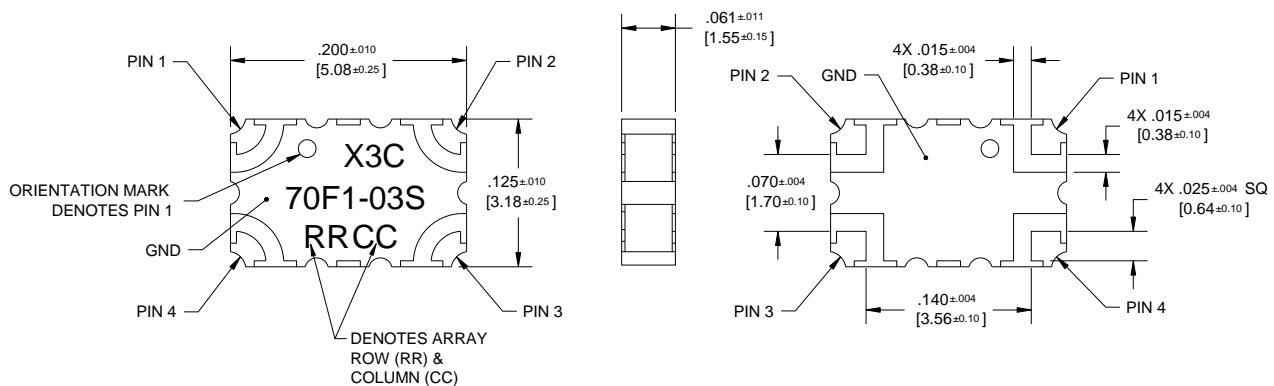 .200±.010
[5.08±0.25]
PIN 1
PIN 2
X3C
70F1-03S
RRCC
ORIENTATION MARK
DENOTES PIN 1
GND
PIN 4
PIN 3
.125±.010
[3.18±0.25]
DENOTES ARRAY
ROW (RR) &
COLUMN (CC)
.061±.011
[1.55±0.15]
4X .015±.004
[0.38±0.10]
PIN 2
GND
PIN 1
4X .015±.004
[0.38±0.10]
.070±.004
[1.70±0.10]
4X .025±.004 SQ
[0.64±0.10]
PIN 3
PIN 4
.140±.004
[3.56±0.10]